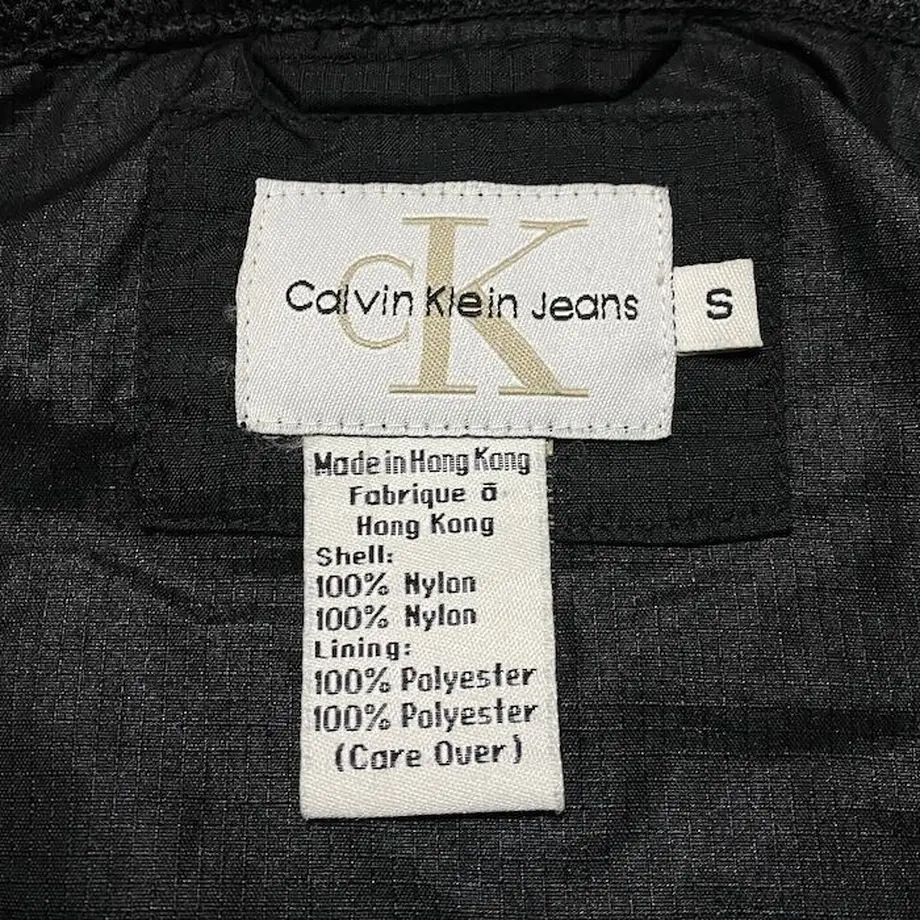 CK
Calvin Klein Jeans
S
Made in Hong Kong
Fabrique ā
Hong Kong
Shell:
100% Nylon
100% Nylon
Lining:
100% Polyester
100% Polyester
(Care Over)